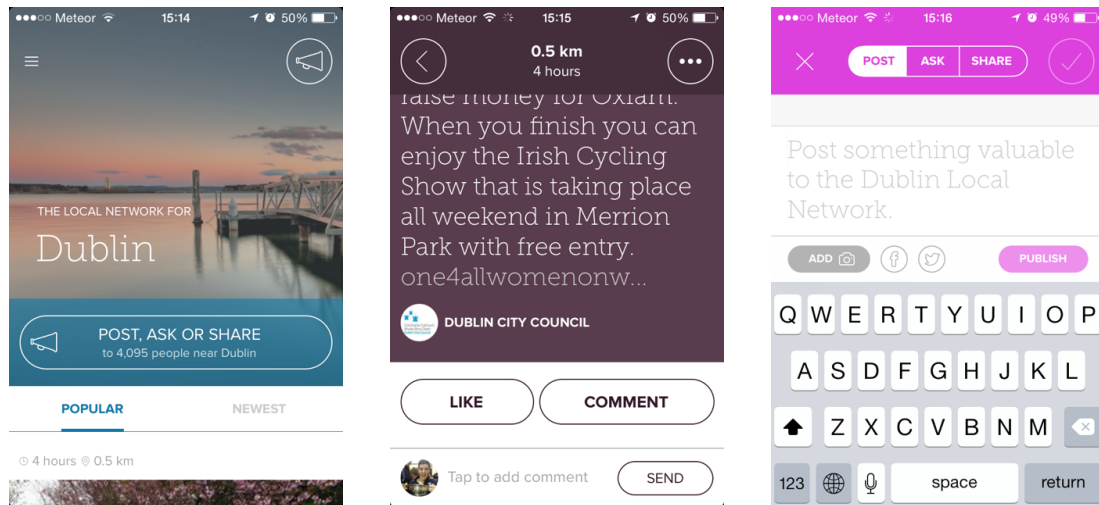 Meteor 15:14 50%
THE LOCAL NETWORK FOR
Dublin
POST, ASK OR SHARE
to 4,095 people near Dublin
POPULAR NEWEST
4 hours 0.5 km
Meteor 15:15 50%
0.5 km
4 hours
raise money for Oxfam.
When you finish you can
enjoy the Irish Cycling
Show that is taking place
all weekend in Merrion
Park with free entry.
one4allwomenonw...
DUBLIN CITY COUNCIL
LIKE COMMENT
Tap to add comment SEND
Meteor 15:16 49%
POST ASK SHARE
Post something valuable
to the Dublin Local
Network.
ADD PUBLISH
Q W E R T Y U I O P
A S D F G H J K L
Z X C V B N M
123 space return